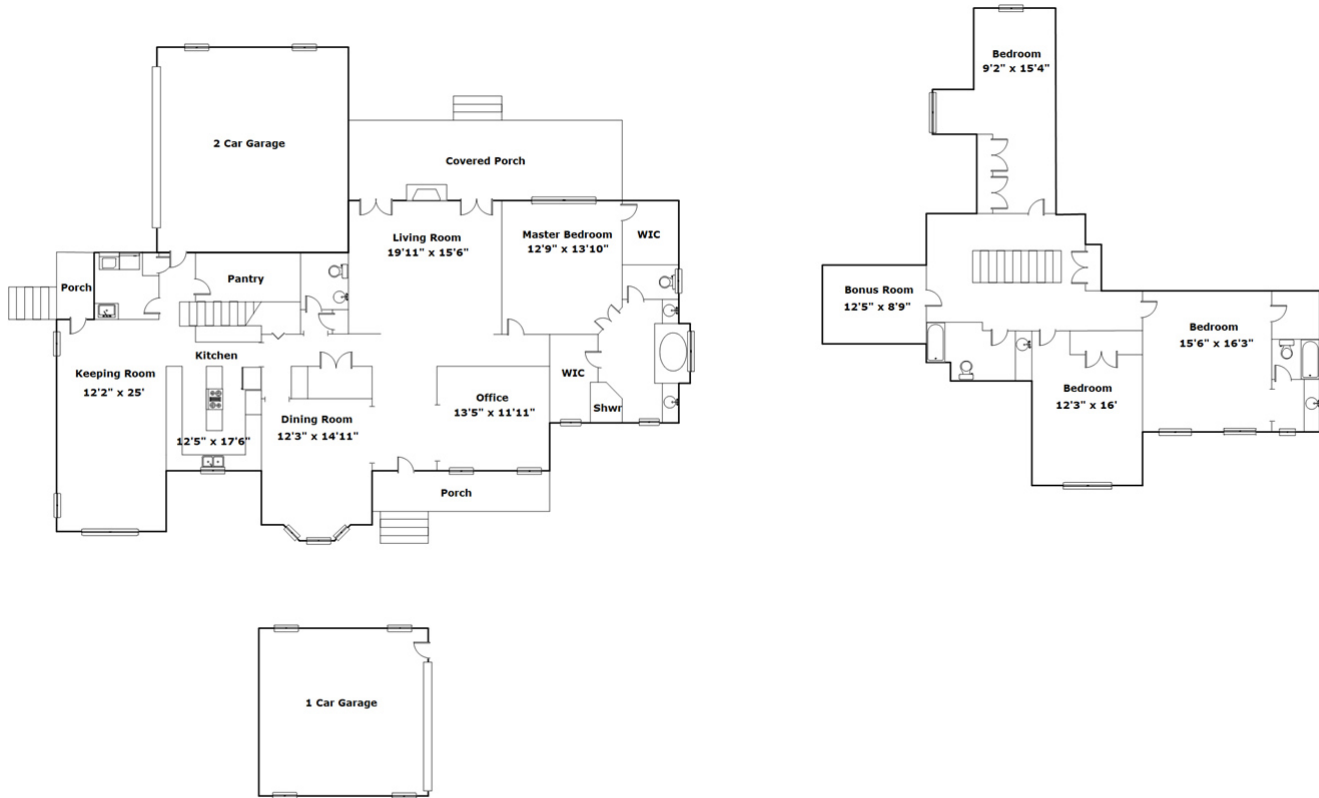 2 Car Garage
Covered Porch
Living Room
19'11" x 15'6"
Master Bedroom
12'9" x 13'10"
WIC
Porch
Pantry
Kitchen
12'5" x 17'6"
Keeping Room
12'2" x 25'
Dining Room
12'3" x 14'11"
Office
13'5" x 11'11"
WIC
Shwr
Porch
1 Car Garage
Bedroom
9'2" x 15'4"
Bonus Room
12'5" x 8'9"
Bedroom
15'6" x 16'3"
Bedroom
12'3" x 16'